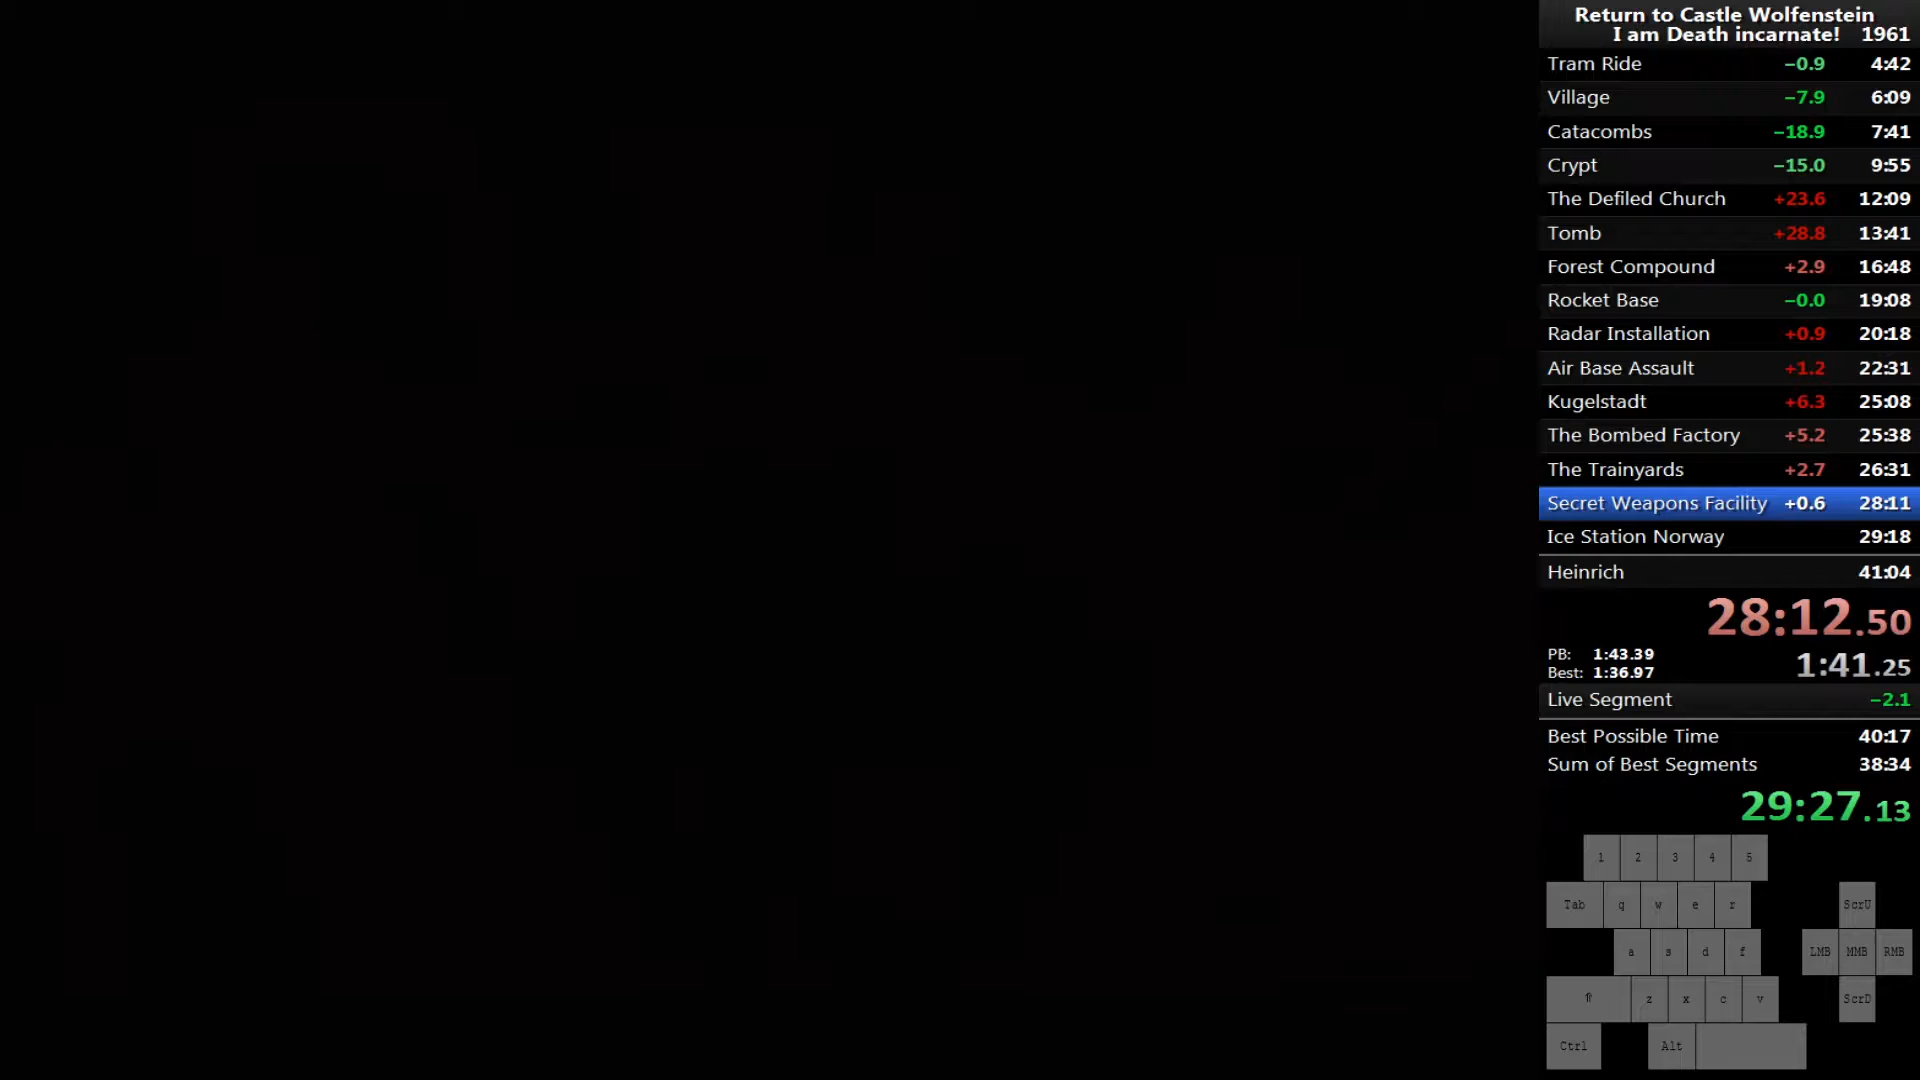 Return to Castle Wolfenstein
I am Death incarnate! 1961
Tram Ride −0.9 4:42
Village −7.9 6:09
Catacombs −18.9 7:41
Crypt −15.0 9:55
The Defiled Church +23.6 12:09
Tomb +28.8 13:41
Forest Compound +2.9 16:48
Rocket Base −0.0 19:08
Radar Installation +0.9 20:18
Air Base Assault +1.2 22:31
Kugelstadt +6.3 25:08
The Bombed Factory +5.2 25:38
The Trainyards +2.7 26:31
Secret Weapons Facility +0.6 28:11
Ice Station Norway 29:18
Heinrich 41:04
28:12.50
PB: 1:43.39
Best: 1:36.97
1:41.25
Live Segment −2.1
Best Possible Time 40:17
Sum of Best Segments 38:34
29:27.13
1 2 3 4 5
Tab q w e r ScrU
a s d f LMB MMB RMB
⇧ z x c v ScrD
Ctrl Alt